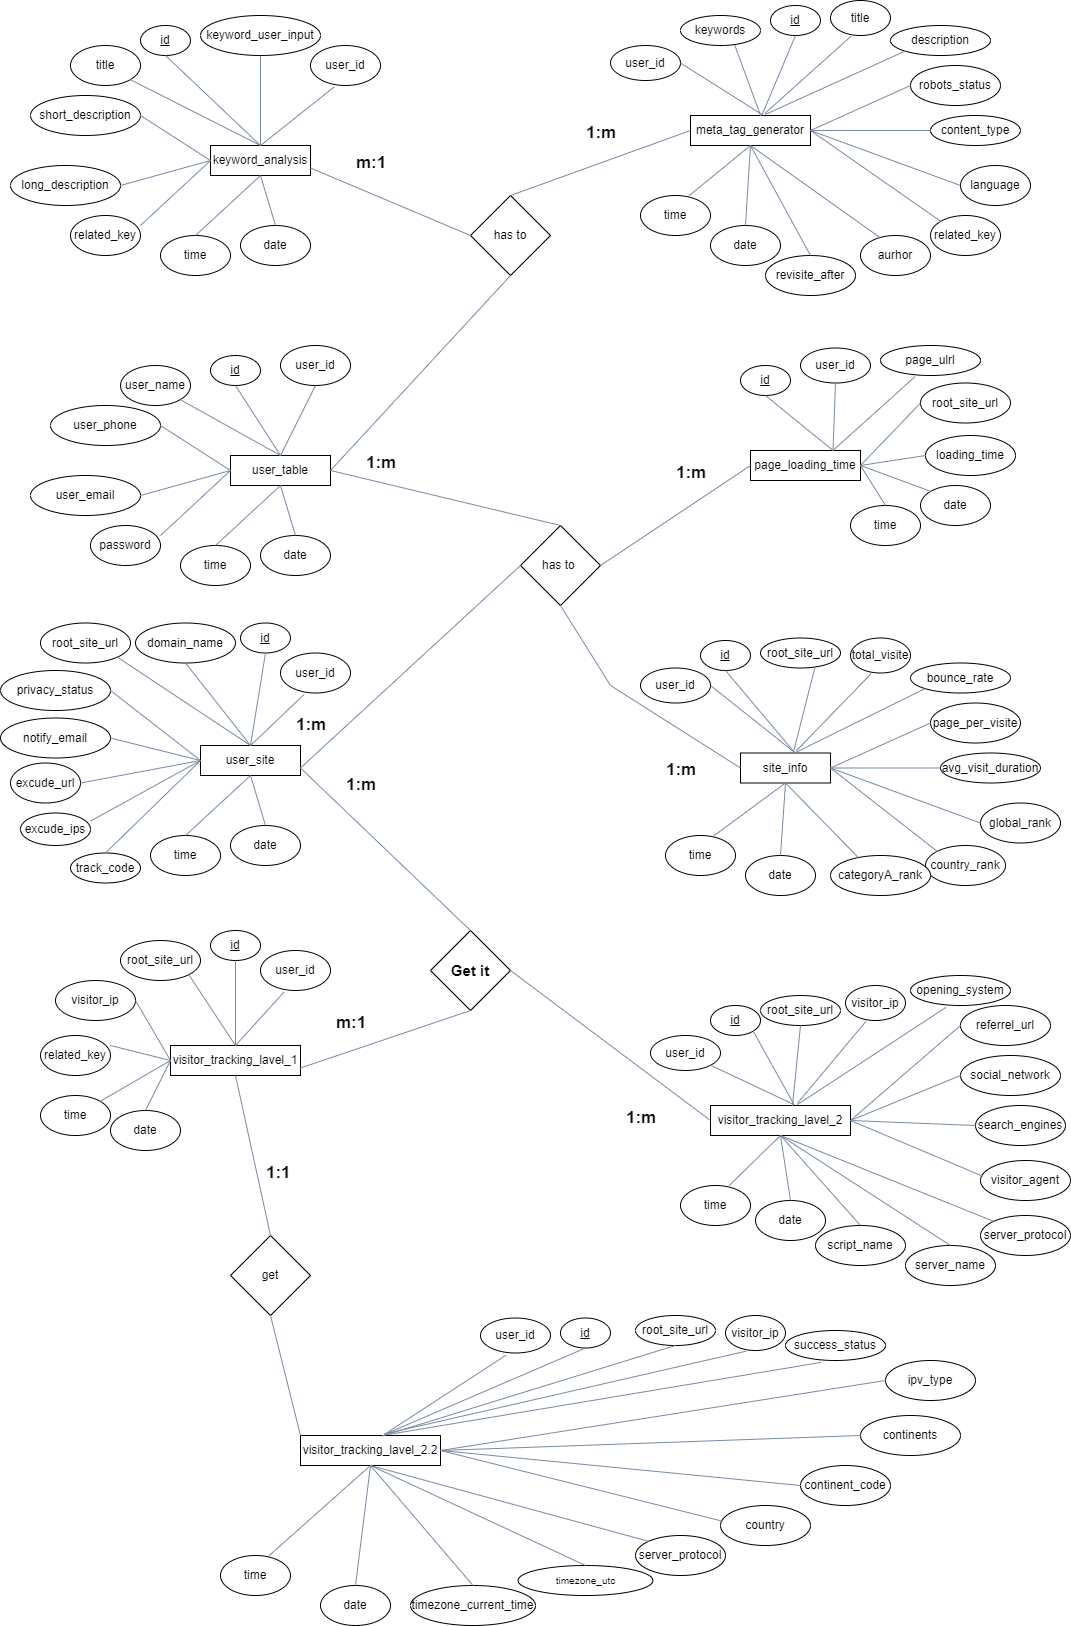 keyword_user_input
id
user_id
title
short_description
keyword_analysis
long_description
related_key
time
date
m:1
id
title
keywords
description
user_id
robots_status
1:m
meta_tag_generator
content_type
language
time
related_key
date
aurhor
revisite_after
has to
id
user_id
user_name
user_phone
1:m
user_table
user_email
password
time
date
page_ulrl
user_id
id
root_site_url
loading_time
1:m
page_loading_time
date
time
has to
root_site_url
domain_name
id
user_id
privacy_status
1:m
notify_email
user_site
excude_url
1:m
excude_ips
track_code
time
date
id
root_site_url
total_visite
user_id
bounce_rate
page_per_visite
1:m
site_info
avg_visit_duration
global_rank
time
date
categoryA_rank
country_rank
id
root_site_url
user_id
visitor_ip
Get it
m:1
related_key
visitor_tracking_lavel_1
time
date
opening_system
visitor_ip
root_site_url
id
referrel_url
user_id
social_network
1:m
visitor_tracking_lavel_2
search_engines
visitor_agent
time
date
script_name
server_protocol
server_name
1:1
get
user_id
id
root_site_url
visitor_ip
success_status
ipv_type
continents
visitor_tracking_lavel_2.2
continent_code
country
server_protocol
time
timezone_utc
date
timezone_current_time